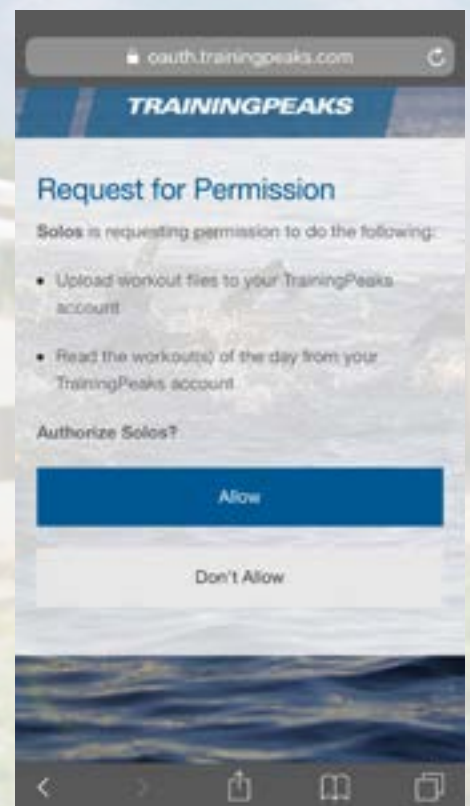 oauth.trainingpeaks.com
TRAININGPEAKS
Request for Permission
Solos is requesting permission to do the following:
• Upload workout files to your TrainingPeaks
account
• Read the workout(s) of the day from your
TrainingPeaks account
Authorize Solos?
Allow
Don't Allow